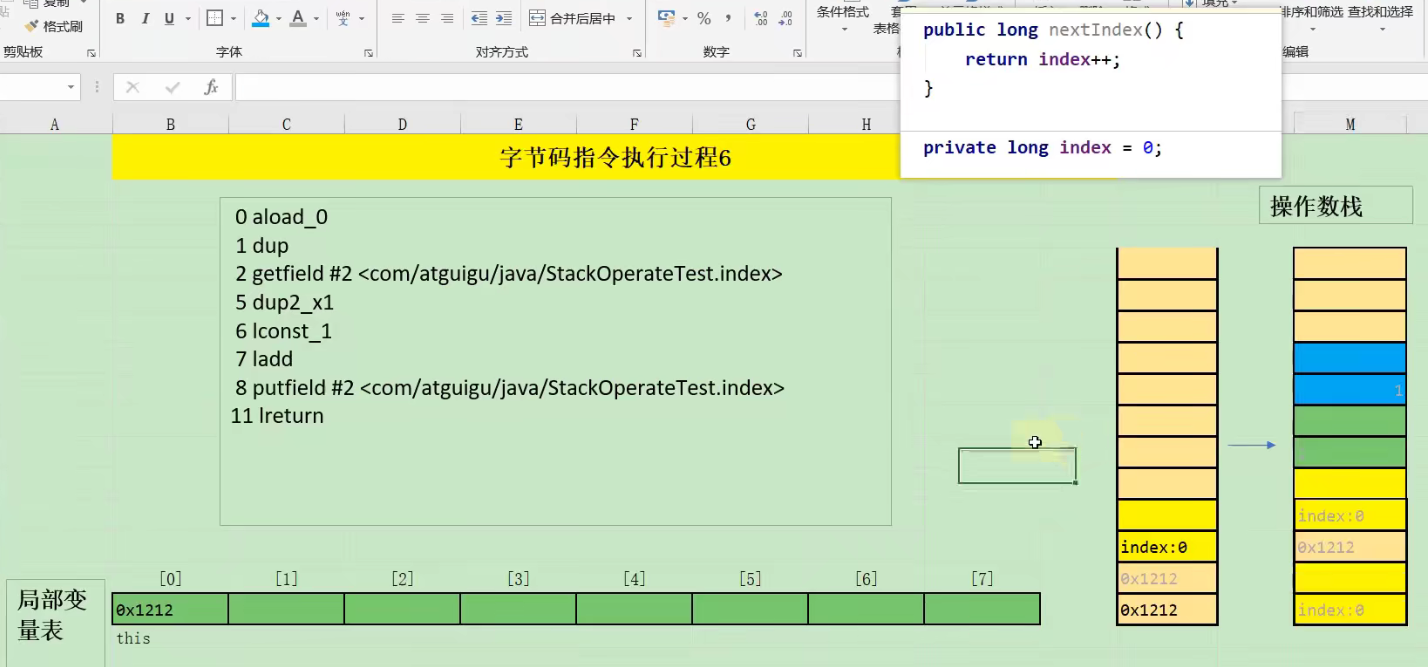 复制
格式刷
剪贴板
B I U
A
wén
文
合并后居中
%
条件格式
表格
填充
排序和筛选 查找和选择
字体
对齐方式
数字
编辑
fx
public long nextIndex() {
return index++;
}
private long index = 0;
A B C D E F G H M
字节码指令执行过程6
操作数栈
0 aload_0
1 dup
2 getfield #2 <com/atguigu/java/StackOperateTest.index>
5 dup2_x1
6 lconst_1
7 ladd
8 putfield #2 <com/atguigu/java/StackOperateTest.index>
11 lreturn
1
index:0
index:0
0x1212
0x1212
0x1212
index:0
[0] [1] [2] [3] [4] [5] [6] [7]
局部变
量表
0x1212
this